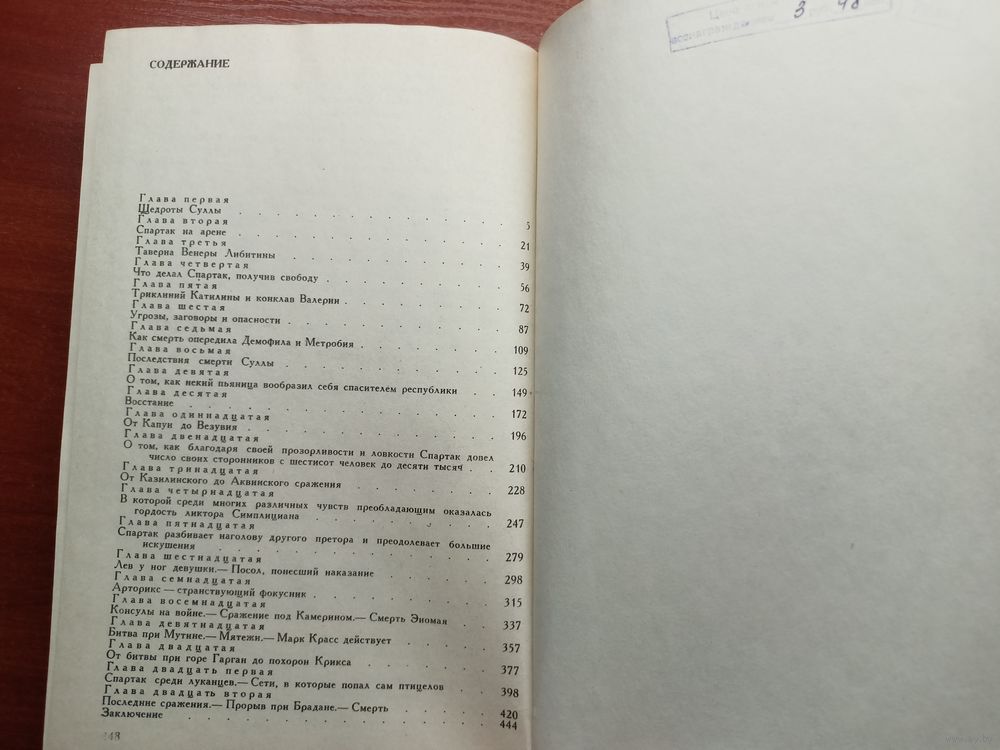 СОДЕРЖАНИЕ
Глава первая
Щедроты Суллы . . . 5
Глава вторая
Спартак на арене . . . 21
Глава третья
Таверна Венеры Либитины . . . 39
Глава четвертая
Что делал Спартак, получив свободу . . . 56
Глава пятая
Триклиний Катилины и конклав Валерии . . . 72
Глава шестая
Угрозы, заговоры и опасности . . . 87
Глава седьмая
Как смерть опередила Демофила и Метробия . . . 109
Глава восьмая
Последствия смерти Суллы . . . 125
Глава девятая
О том, как некий пьяница вообразил себя спасителем республики . . . 149
Глава десятая
Восстание . . . 172
Глава одиннадцатая
От Капуи до Везувия . . . 196
Глава двенадцатая
О том, как благодаря своей прозорливости и ловкости Спартак довел
число своих сторонников с шестисот человек до десяти тысяч . . . 210
Глава тринадцатая
От Казилинского до Аквинского сражения . . . 228
Глава четырнадцатая
В которой среди многих различных чувств преобладающим оказалась
гордость ликтора Симплициана . . . 247
Глава пятнадцатая
Спартак разбивает наголову другого претора и преодолевает большие
искушения . . . 279
Глава шестнадцатая
Лев у ног девушки.— Посол, понесший наказание . . . 298
Глава семнадцатая
Арторикс — странствующий фокусник . . . 315
Глава восемнадцатая
Консулы на войне.— Сражение под Камерином.— Смерть Эномая . . . 337
Глава девятнадцатая
Битва при Мутине.— Мятежи.— Марк Красс действует . . . 357
Глава двадцатая
От битвы при горе Гарган до похорон Крикса . . . 377
Глава двадцать первая
Спартак среди луканцев.— Сети, в которые попал сам птицелов . . . 398
Глава двадцать вторая
Последние сражения.— Прорыв при Брадане.— Смерть . . . 420
Заключение . . . 444
448
Цена
3 48